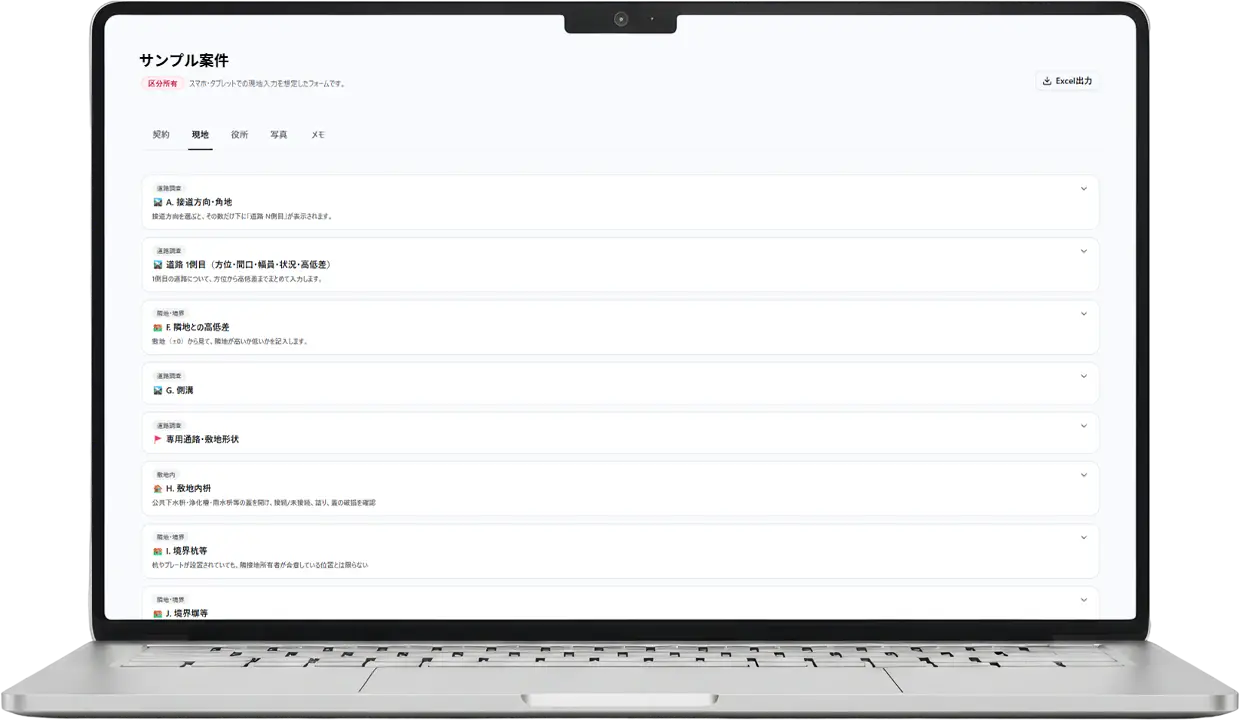 サンプル案件
区分所有 スマホ・タブレットでの現地入力を想定したフォームです。
Excel出力
契約 現地 役所 写真 メモ
道路調査
A. 接道方向・角地
接道方向を選ぶと、その数だけ下に「道路 N側目」が表示されます。
道路調査
道路 1側目（方位・間口・幅員・状況・高低差）
1側目の道路について、方位から高低差までまとめて入力します。
隣地・境界
F. 隣地との高低差
敷地（±0）から見て、隣地が高いか低いかを記入します。
道路調査
G. 側溝
道路調査
専用通路・敷地形状
敷地内
H. 敷地内枡
公共下水枡・浄化槽・雨水枡等の蓋を開け、接続/未接続、詰り、蓋の破損を確認
隣地・境界
I. 境界杭等
杭やプレートが設置されていても、隣接地所有者が合意している位置とは限らない
隣地・境界
J. 境界塀等